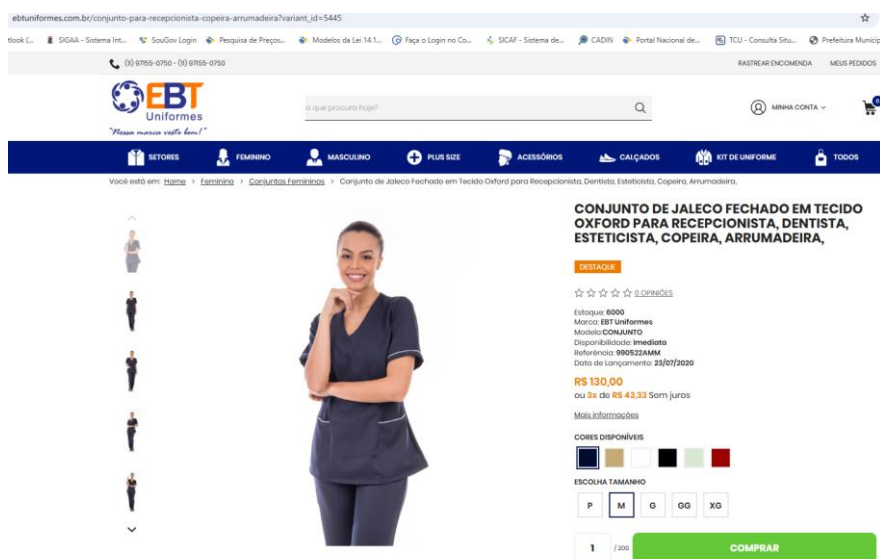 ebtuniformes.com.br/conjunto-para-recepcionista-copeira-arrumadeira?variant_id=5445
tlook (... SIGAA - Sistema Int... SouGov Login Pesquisa de Preços... Modelos da Lei 14.1... Faça o Login no Co... SICAF - Sistema de... CADIN Portal Nacional de... TCU - Consulta Situ... Prefeitura Municip
(11) 97155-0750 - (11) 97155-0750 RASTREAR ENCOMENDA MEUS PEDIDOS
EBT
Uniformes
"Nossa marca veste bem!"
o que procura hoje?
MINHA CONTA
0
SETORES FEMININO MASCULINO PLUS SIZE ACESSÓRIOS CALÇADOS KIT DE UNIFORME TODOS
Você está em: Home > Feminino > Conjuntos Femininos > Conjunto de Jaleco Fechado em Tecido Oxford para Recepcionista, Dentista, Esteticista, Copeira, Arrumadeira,
CONJUNTO DE JALECO FECHADO EM TECIDO
OXFORD PARA RECEPCIONISTA, DENTISTA,
ESTETICISTA, COPEIRA, ARRUMADEIRA,
DESTAQUE
0 OPINIÕES
Estoque: 6000
Marca: EBT Uniformes
Modelo:CONJUNTO
Disponibilidade: Imediata
Referência: 990522AMM
Data de Lançamento: 23/07/2020
R$ 130,00
ou 3x de R$ 43,33 Sem juros
Mais informações
CORES DISPONÍVEIS
ESCOLHA TAMANHO
P M G GG XG
1 / 200 COMPRAR